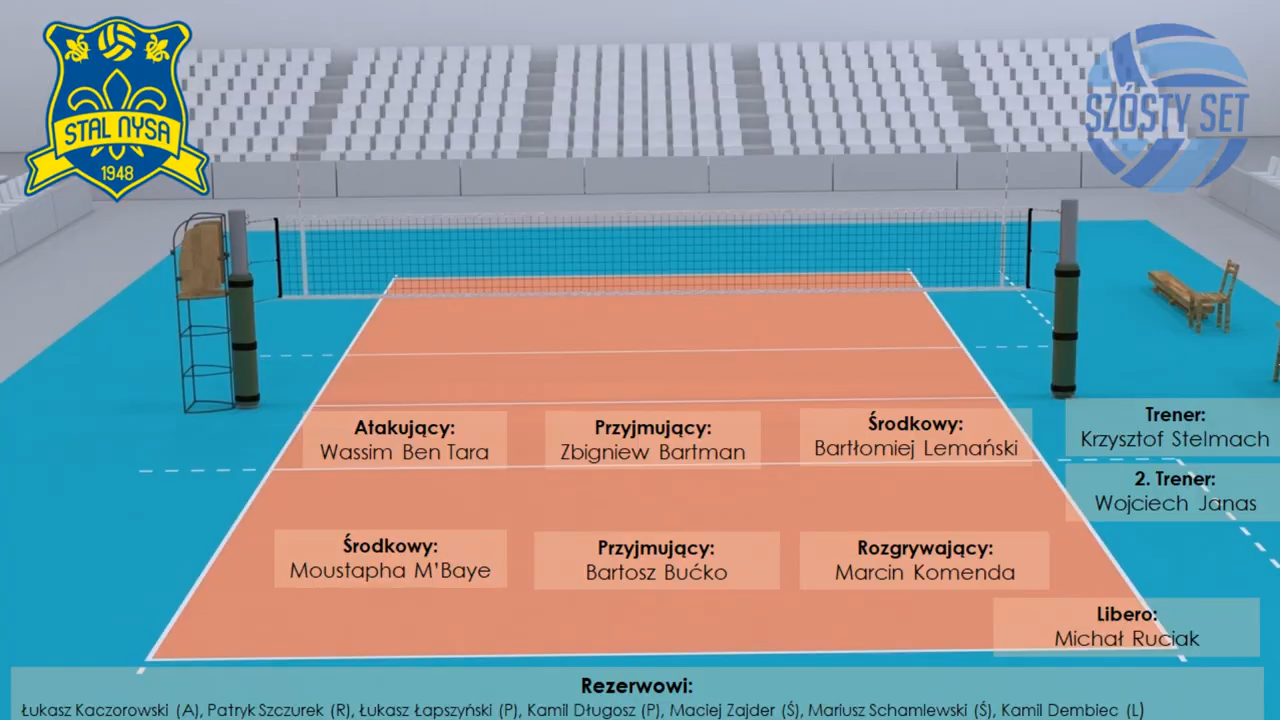 STAL NYSA
1948
SZÓSTY SET
Atakujący:
Wassim Ben Tara
Przyjmujący:
Zbigniew Bartman
Środkowy:
Bartłomiej Lemański
Trener:
Krzysztof Stelmach
2. Trener:
Wojciech Janas
Środkowy:
Moustapha M'Baye
Przyjmujący:
Bartosz Bućko
Rozgrywający:
Marcin Komenda
Libero:
Michał Ruciak
Rezerwowi:
Łukasz Kaczorowski (A), Patryk Szczurek (R), Łukasz Łapszyński (P), Kamil Długosz (P), Maciej Zajder (Ś), Mariusz Schamlewski (Ś), Kamil Dembiec (L)